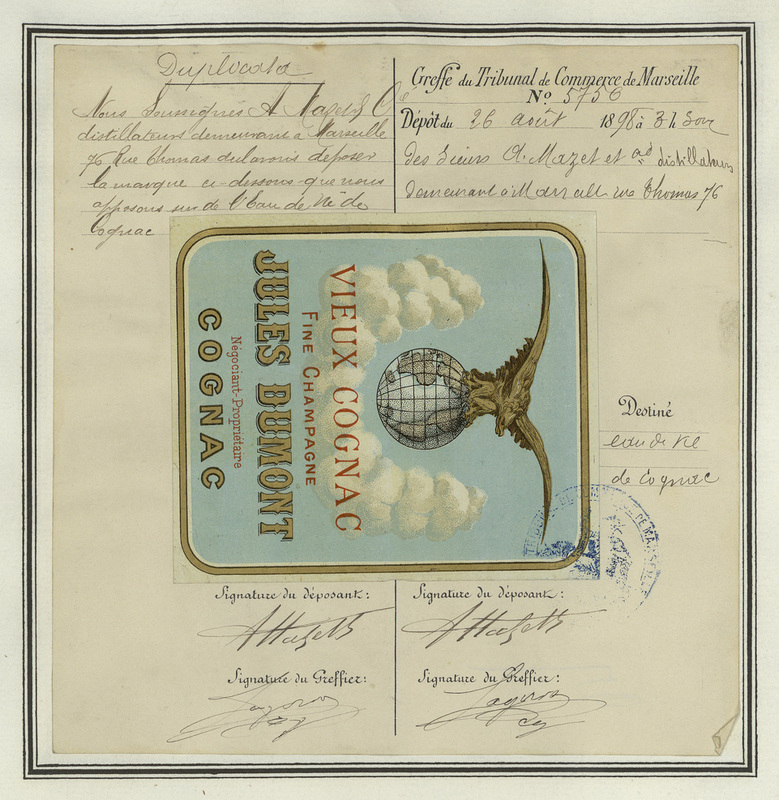 Duplicata
Nous Soussignés A Mazet & Cie
distillateurs demeurant à Marseille
76 Rue Thomas déposer
la marque ci-dessous que nous
apposons sur de l'Eau de Vie de
Cognac
Greffe du Tribunal de Commerce de Marseille
No 5756
Dépôt du 26 août 1898 à 3 h Soir
des Sieurs A. Mazet et distillateurs
demeurant à rue Thomas 76
VIEUX COGNAC
FINE CHAMPAGNE
JULES DUMONT
Négociant-Propriétaire
COGNAC
Destiné
eau de vie
de Cognac
TRIBUNAL DE COMMERCE DE MARSEILLE
Signature du déposant:
Signature du déposant:
Signature du Greffier:
Signature du Greffier: